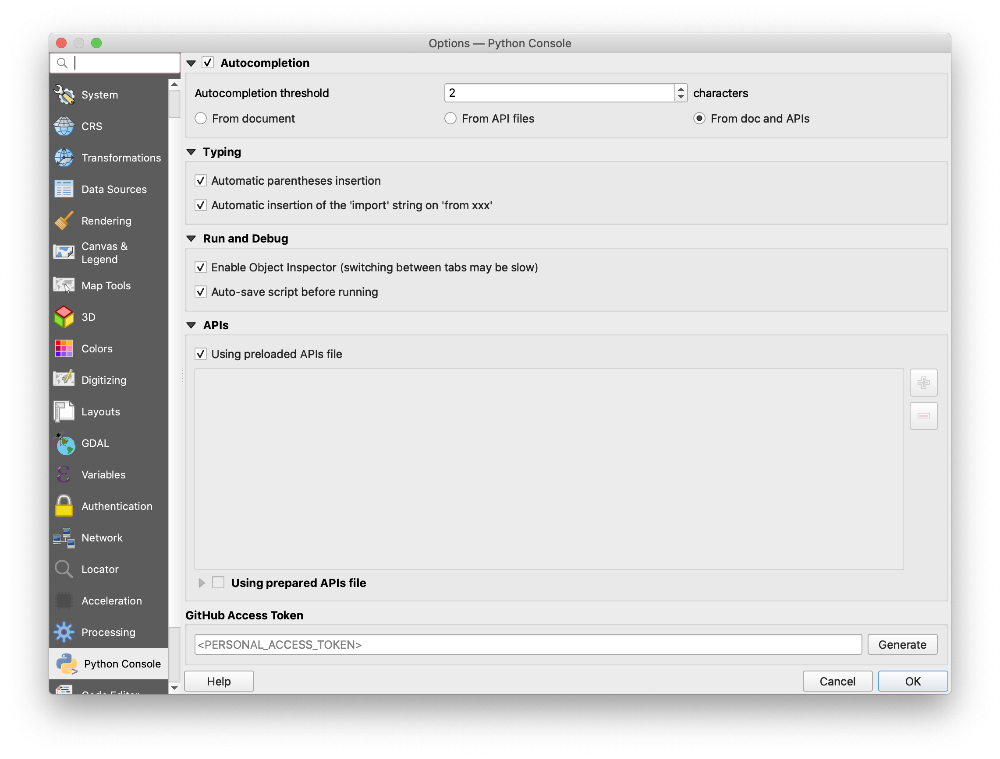 Options — Python Console
System
CRS
Transformations
Data Sources
Rendering
Canvas &
Legend
Map Tools
3D
Colors
Digitizing
Layouts
GDAL
Variables
Authentication
Network
Locator
Acceleration
Processing
Python Console
Code Editor
Autocompletion
Autocompletion threshold 2 characters
From document From API files From doc and APIs
Typing
Automatic parentheses insertion
Automatic insertion of the 'import' string on 'from xxx'
Run and Debug
Enable Object Inspector (switching between tabs may be slow)
Auto-save script before running
APIs
Using preloaded APIs file
Using prepared APIs file
GitHub Access Token
<PERSONAL_ACCESS_TOKEN> Generate
Help Cancel OK